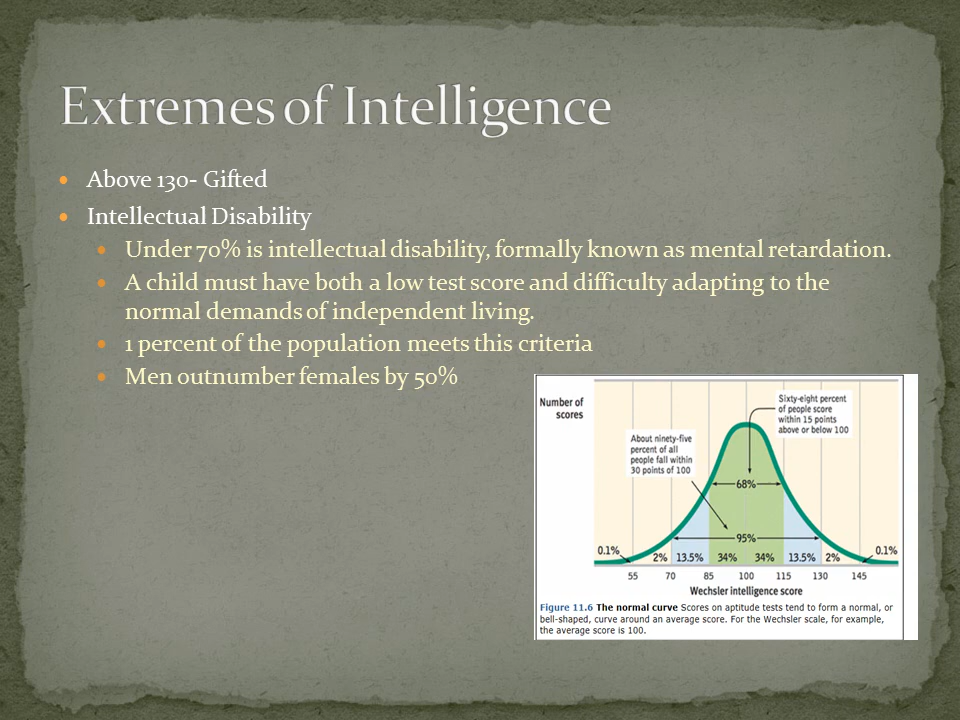 Extremes of Intelligence
Above 130- Gifted
Intellectual Disability
Under 70% is intellectual disability, formally known as mental retardation.
A child must have both a low test score and difficulty adapting to the
normal demands of independent living.
1 percent of the population meets this criteria
Men outnumber females by 50%
Number of
scores
Sixty-eight percent
of people score
within 15 points
above or below 100
About ninety-five
percent of all
people fall within
30 points of 100
68%
95%
0.1% 2% 13.5% 34% 34% 13.5% 2% 0.1%
55 70 85 100 115 130 145
Wechsler intelligence score
Figure 11.6 The normal curve Scores on aptitude tests tend to form a normal, or
bell-shaped, curve around an average score. For the Wechsler scale, for example,
the average score is 100.